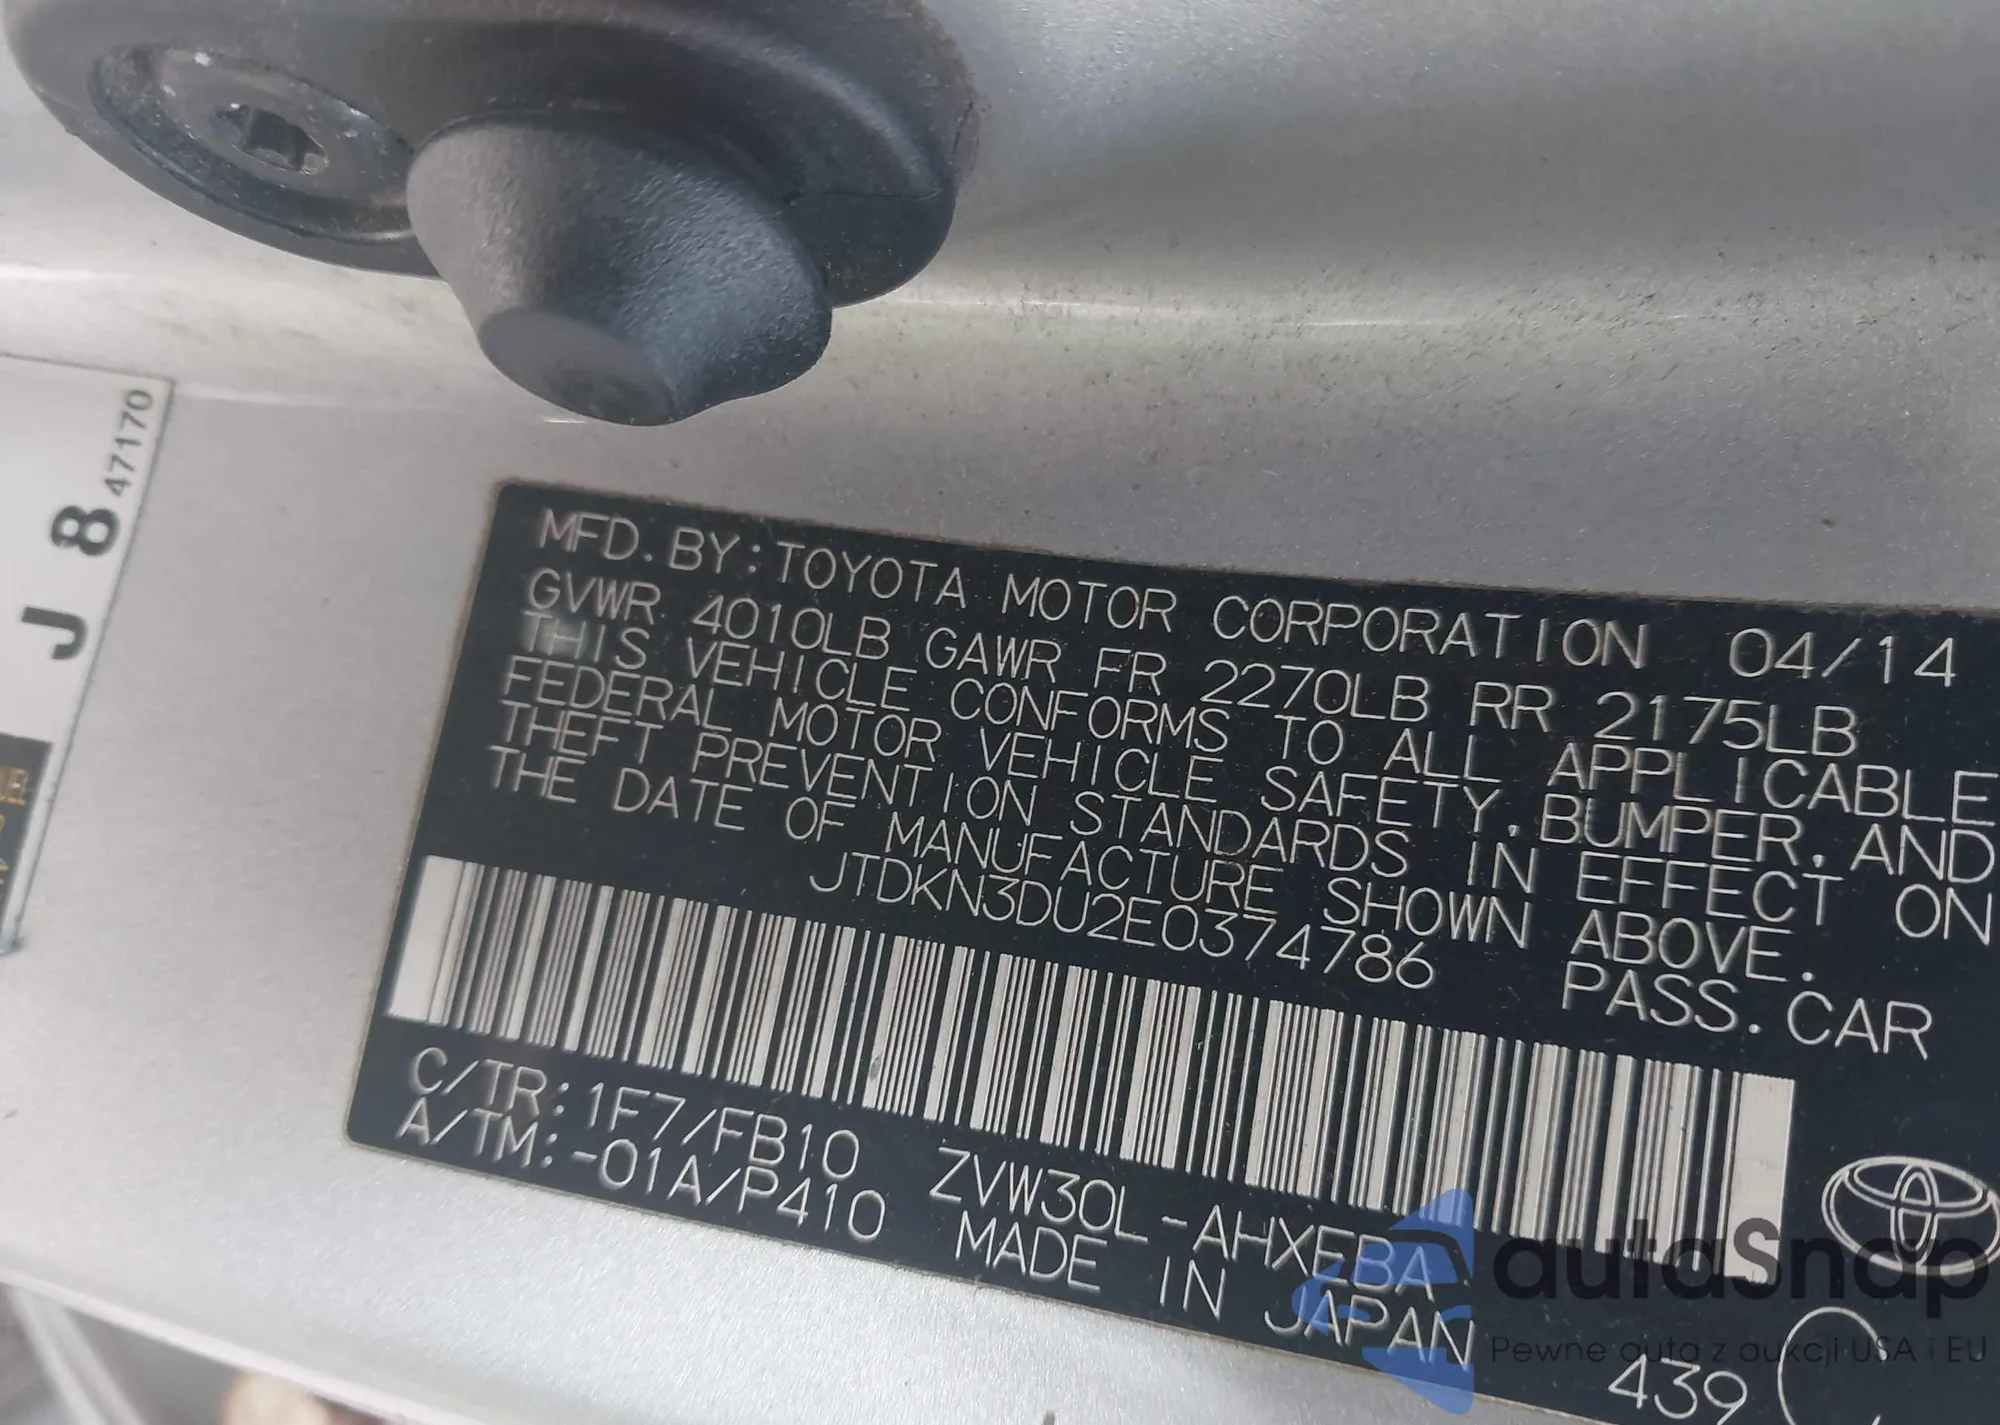 J 8 47170
MFD. BY: TOYOTA MOTOR CORPORATION 04/14
GVWR 4010LB GAWR FR 2270LB RR 2175LB
THIS VEHICLE CONFORMS TO ALL APPLICABLE
FEDERAL MOTOR VEHICLE SAFETY, BUMPER, AND
THEFT PREVENTION STANDARDS IN EFFECT ON
THE DATE OF MANUFACTURE SHOWN ABOVE.
JTDKN3DU2E0374786 PASS. CAR
C/TR: 1F7/FB10 ZVW30L-AHXEBA
A/TM: -01A/P410 MADE IN JAPAN
439
autaSnap
Pewne auta z aukcji USA i EU